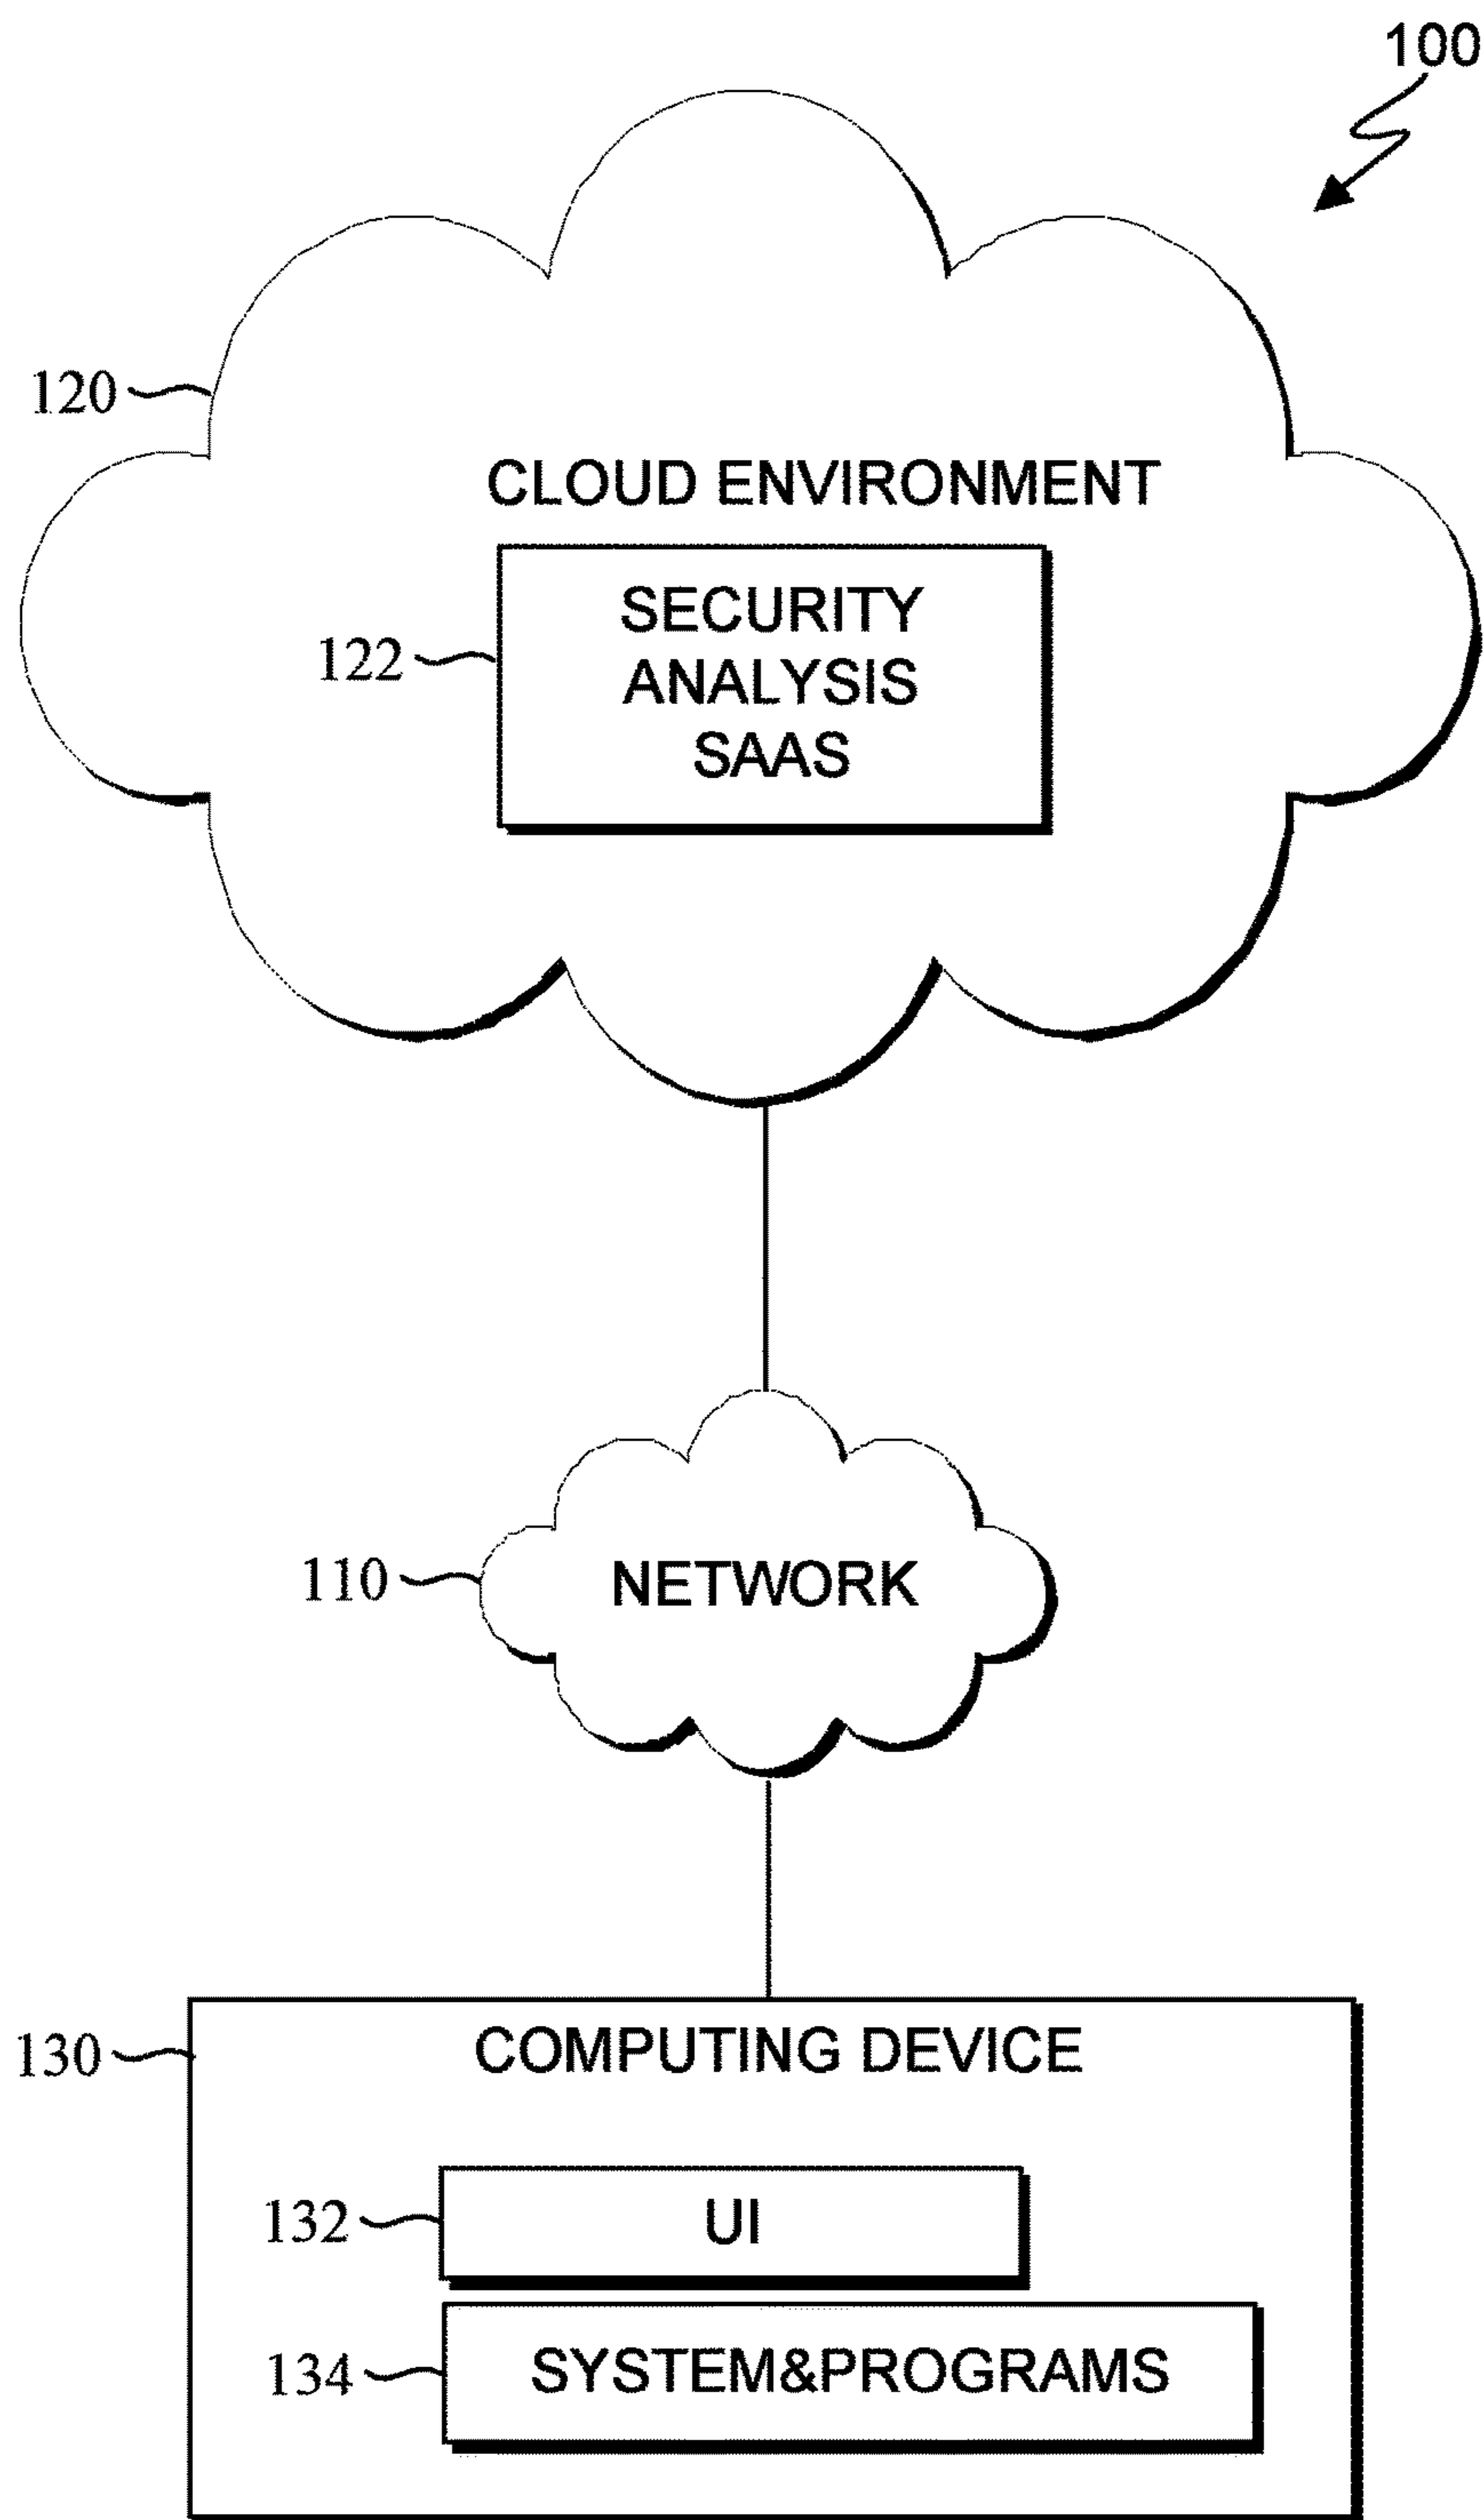 100
120
CLOUD ENVIRONMENT
122
SECURITY
ANALYSIS
SAAS
110
NETWORK
130
COMPUTING DEVICE
132
UI
134
SYSTEM&PROGRAMS